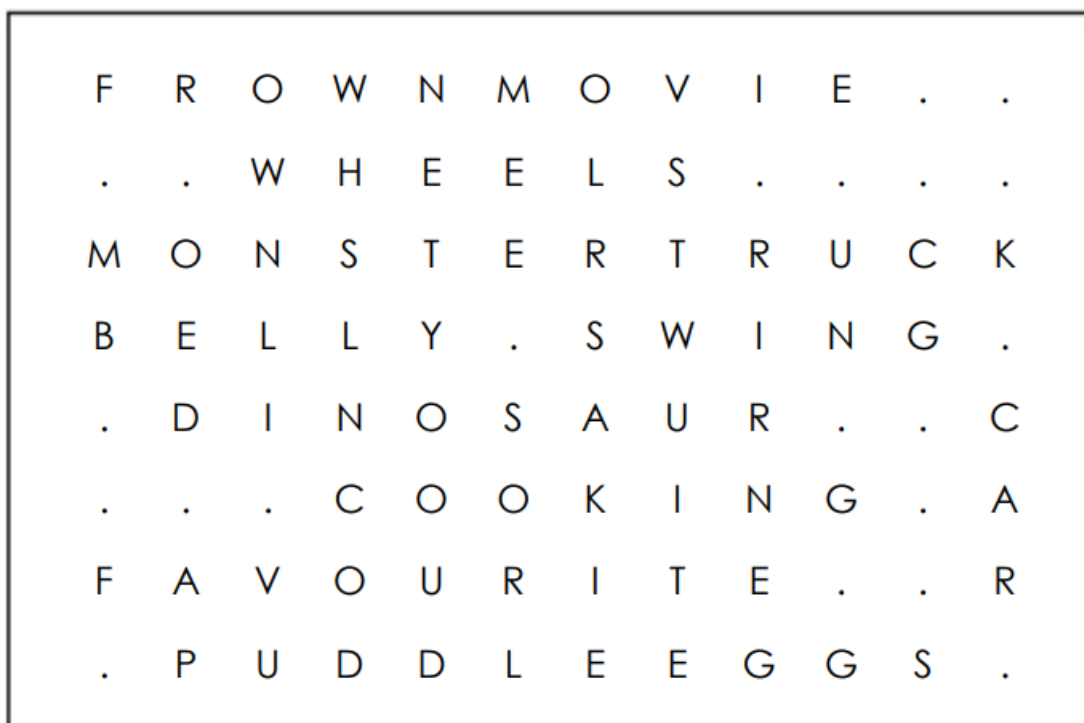 F R O W N M O V I E . .
. . W H E E L S . . . .
M O N S T E R T R U C K
B E L L Y . S W I N G .
. D I N O S A U R . . C
. . . C O O K I N G . A
F A V O U R I T E . . R
. P U D D L E E G G S .